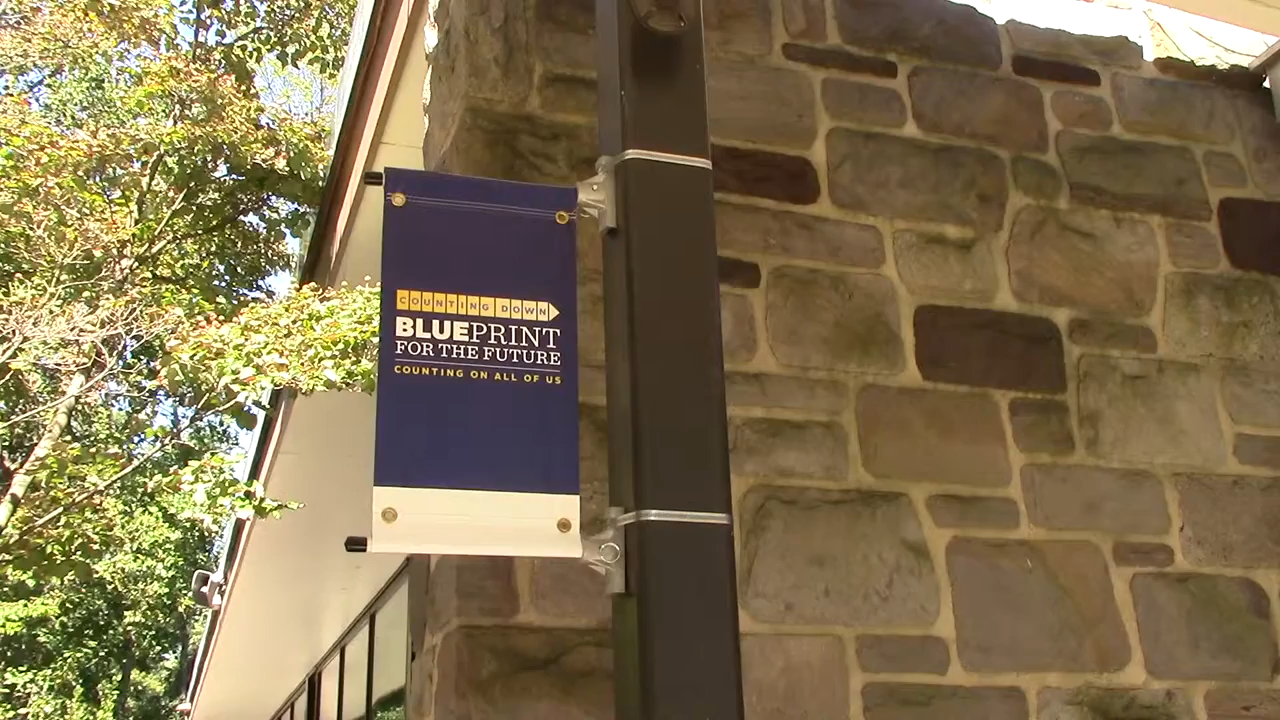 COUNTING DOWN
BLUEPRINT
FOR THE FUTURE
COUNTING ON ALL OF US